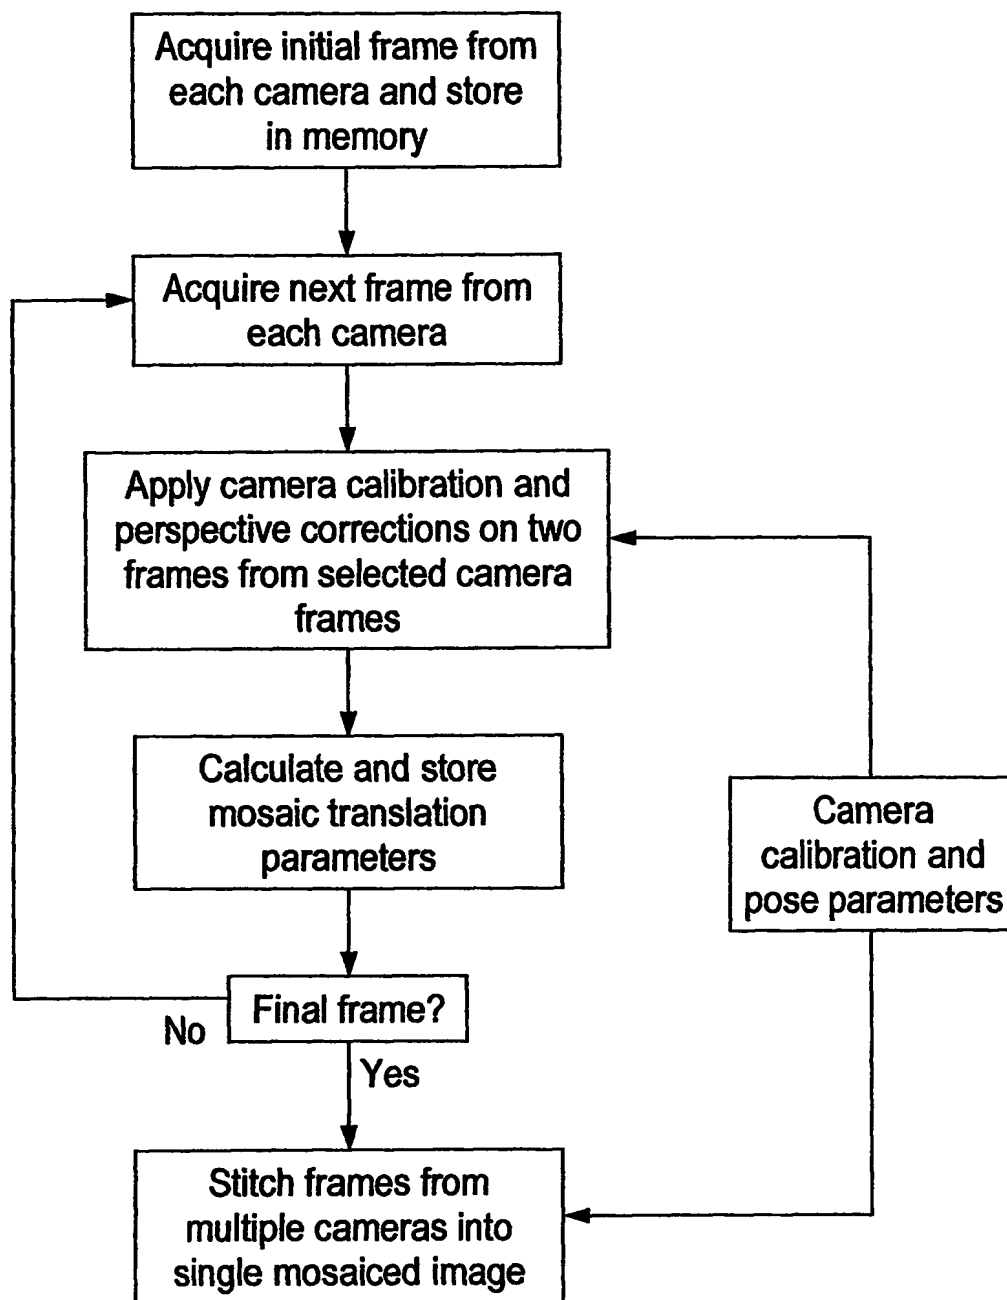 Acquire initial frame from
each camera and store
in memory
Acquire next frame from
each camera
Apply camera calibration and
perspective corrections on two
frames from selected camera
frames
Calculate and store
mosaic translation
parameters
Camera
calibration and
pose parameters
Final frame?
No
Yes
Stitch frames from
multiple cameras into
single mosaiced image